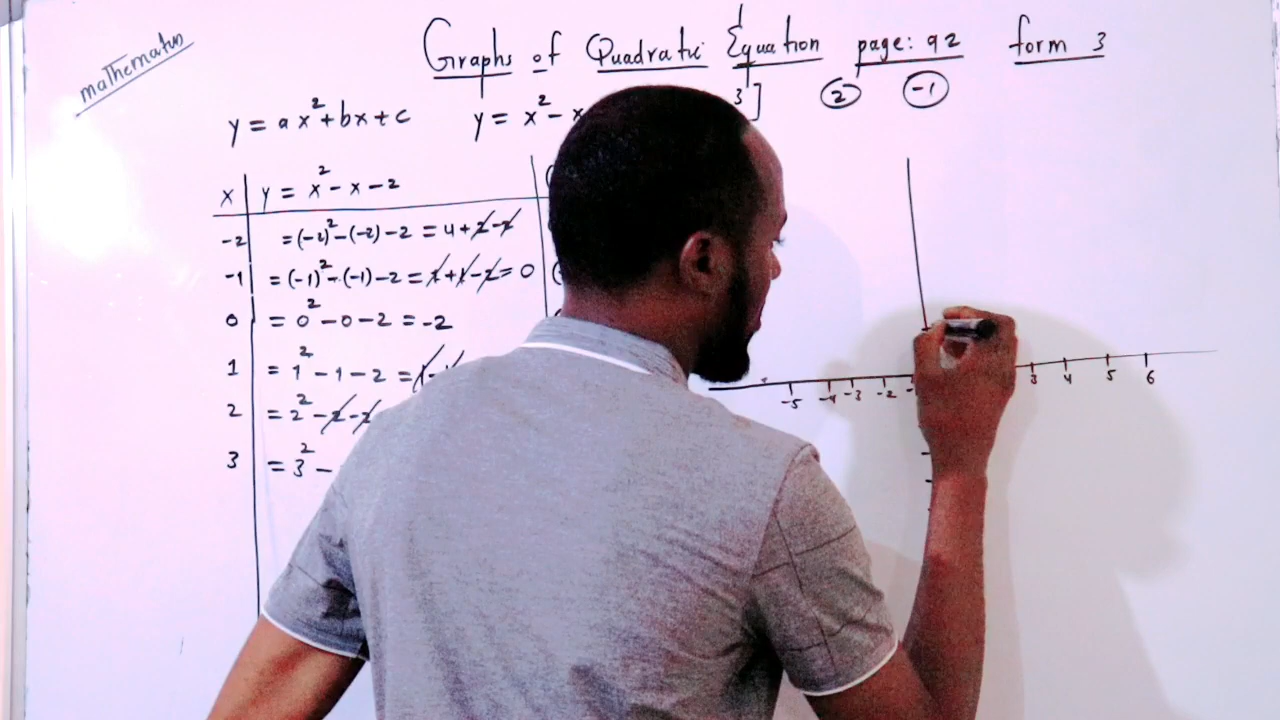 mathematus
Graphs of Quadratic Equation page: 92 form 3
y = ax²+bx+c y = x² - x 3] 2 -1
x y = x² - x - 2
-2 = (-2)² - (-2) - 2 = 4 + 2 - 2
-1 = (-1)² - (-1) - 2 = 1 + 1 - 2 = 0
0 = 0² - 0 - 2 = -2
1 = 1² - 1 - 2 = 1 -
2 = 2² - 2 - 2
3 = 3² -
-5 -4 -3 -2 3 4 5 6